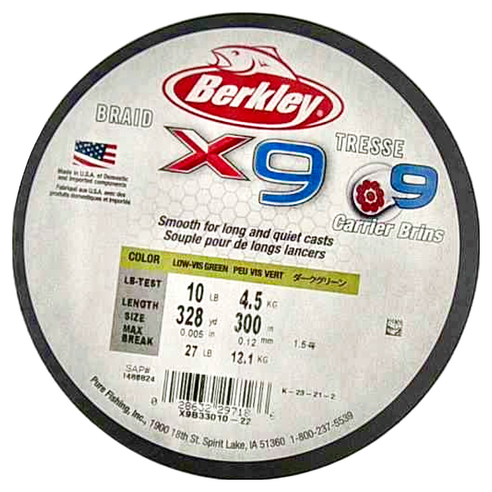 Berkley®
BRAID
X9
TRESSE
9
Carrier Brins
Made in U.S.A. of Domestic
and Imported components
Fabriqué aux U.S.A. avec des
produits domestiques et importés
Smooth for long and quiet casts
Souple pour de longs lancers
COLOR LOW-VIS GREEN PEU VIS VERT ダークグリーン
LB-TEST 10 LB 4.5 KG
LENGTH 328 yd 300 m
SIZE 0.005 in 0.12 mm 1.5号
MAX BREAK 27 LB 12.1 KG
SAP#
1486824
K-23-21-2
0 28632 29718 6
X9B33010-22
Pure Fishing, Inc., 1900 18th St. Spirit Lake, IA 51360 1-800-237-5539